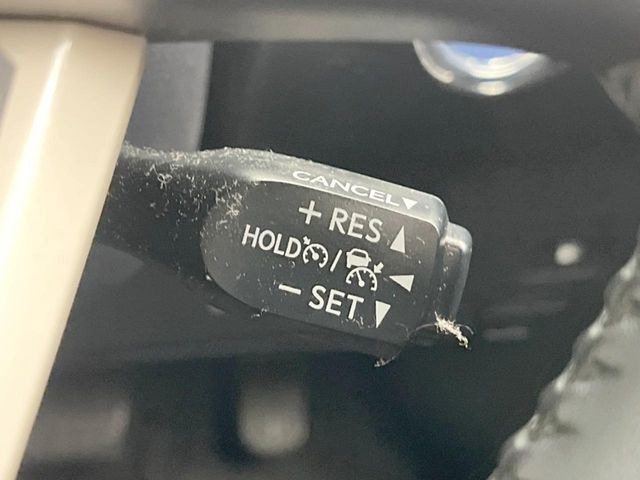 CANCEL▼
+ RES▲
HOLD /
− SET▼